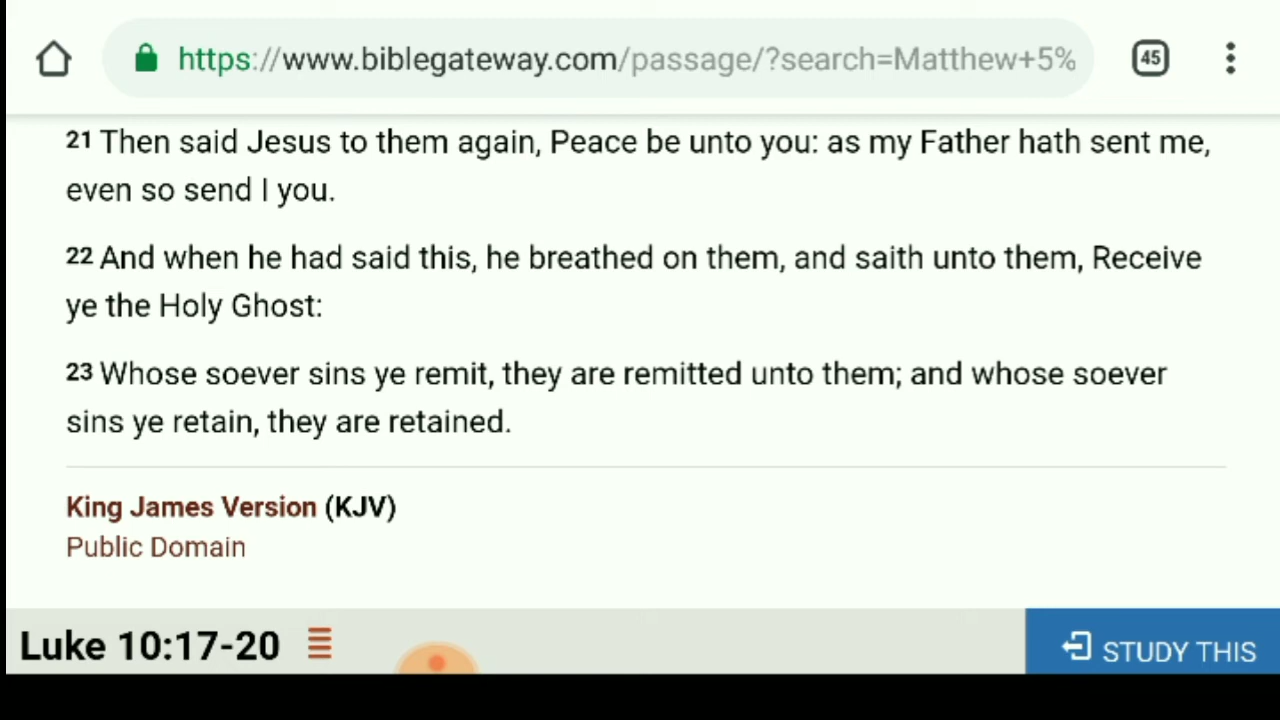 https://www.biblegateway.com/passage/?search=Matthew+5%
45
21 Then said Jesus to them again, Peace be unto you: as my Father hath sent me,
even so send I you.
22 And when he had said this, he breathed on them, and saith unto them, Receive
ye the Holy Ghost:
23 Whose soever sins ye remit, they are remitted unto them; and whose soever
sins ye retain, they are retained.
King James Version (KJV)
Public Domain
Luke 10:17-20
STUDY THIS